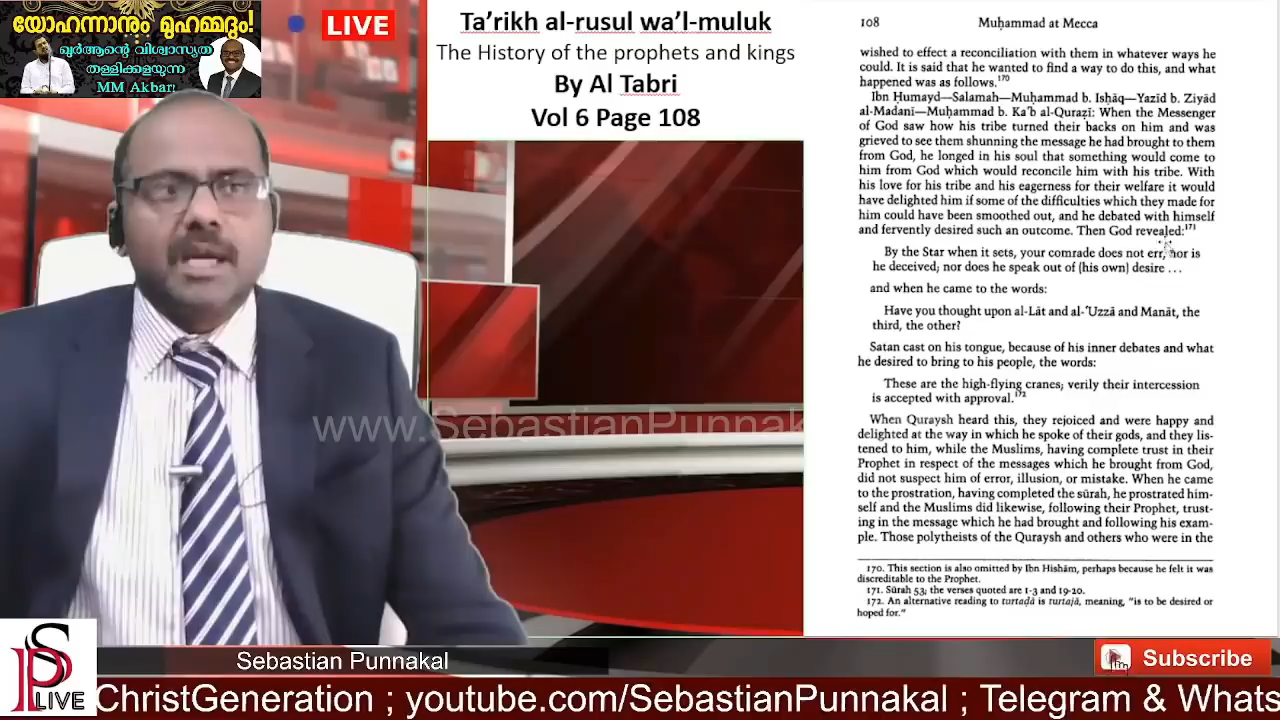 യോഹന്നാനും മുഹമ്മദും!
ഖുർആന്റെ വിശ്വാസ്യത
തള്ളിക്കളയുന്ന
MM Akbar!
LIVE
Ta’rikh al-rusul wa’l-muluk
The History of the prophets and kings
By Al Tabri
Vol 6 Page 108
108
Muḥammad at Mecca
wished to effect a reconciliation with them in whatever ways he
could. It is said that he wanted to find a way to do this, and what
happened was as follows.170
Ibn Ḥumayd—Salamah—Muḥammad b. Isḥāq—Yazīd b. Ziyād
al-Madanī—Muḥammad b. Ka‘b al-Quraẓī: When the Messenger
of God saw how his tribe turned their backs on him and was
grieved to see them shunning the message he had brought to them
from God, he longed in his soul that something would come to
him from God which would reconcile him with his tribe. With
his love for his tribe and his eagerness for their welfare it would
have delighted him if some of the difficulties which they made for
him could have been smoothed out, and he debated with himself
and fervently desired such an outcome. Then God revealed:171
By the Star when it sets, your comrade does not err, nor is
he deceived; nor does he speak out of (his own) desire ...
and when he came to the words:
Have you thought upon al-Lāt and al-‘Uzzā and Manāt, the
third, the other?
Satan cast on his tongue, because of his inner debates and what
he desired to bring to his people, the words:
These are the high-flying cranes; verily their intercession
is accepted with approval.172
When Quraysh heard this, they rejoiced and were happy and
delighted at the way in which he spoke of their gods, and they lis-
tened to him, while the Muslims, having complete trust in their
Prophet in respect of the messages which he brought from God,
did not suspect him of error, illusion, or mistake. When he came
to the prostration, having completed the sūrah, he prostrated him-
self and the Muslims did likewise, following their Prophet, trust-
ing in the message which he had brought and following his exam-
ple. Those polytheists of the Quraysh and others who were in the
170. This section is also omitted by Ibn Hishām, perhaps because he felt it was
discreditable to the Prophet.
171. Sūrah 53; the verses quoted are 1-3 and 19-20.
172. An alternative reading to turtaḍā is turtajā, meaning, "is to be desired or
hoped for."
www.SebastianPunnaka
Sebastian Punnakal
Subscribe
SP LIVE
ChristGeneration ; youtube.com/SebastianPunnakal ; Telegram & Whats